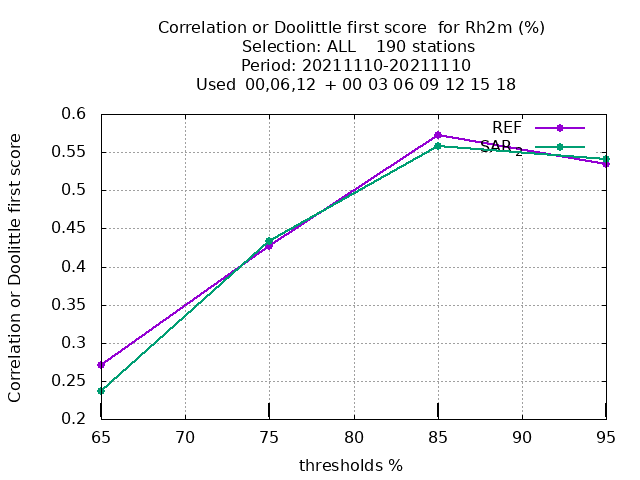 Correlation or Doolittle first score  for Rh2m (%)
Selection: ALL    190 stations
Period: 20211110-20211110
Used  00,06,12  + 00 03 06 09 12 15 18
Correlation or Doolittle first score
0.6
0.55
0.5
0.45
0.4
0.35
0.3
0.25
0.2
REF
SAR_2
65 70 75 80 85 90 95
thresholds %